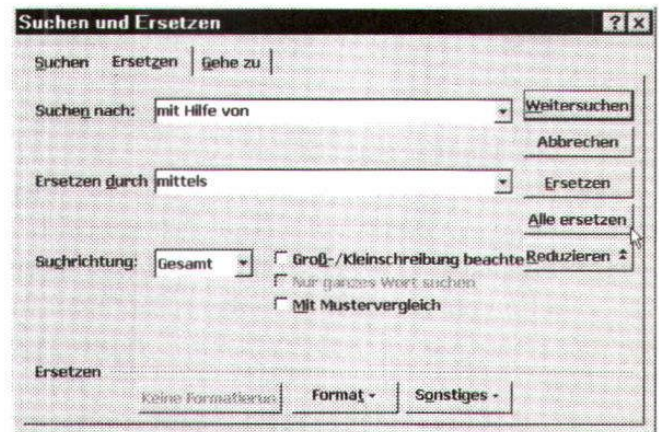 Suchen und Ersetzen ? ×
Suchen Ersetzen Gehe zu
Suchen nach: mit Hilfe von Weitersuchen
Abbrechen
Ersetzen durch mittels Ersetzen
Alle ersetzen
Suchrichtung: Gesamt Groß-/Kleinschreibung beachte Reduzieren
Nur ganzes Wort suchen
Mit Mustervergleich
Ersetzen
Keine Formatierun Format Sonstiges